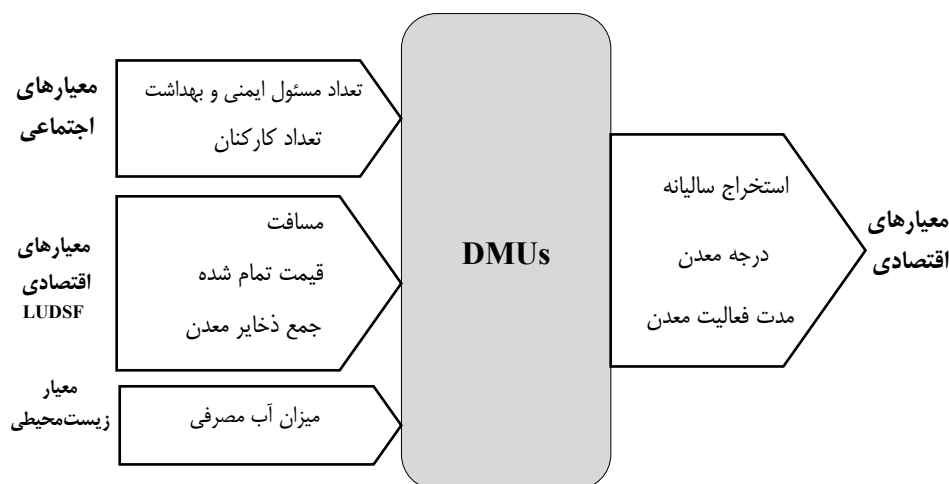 معیارهای
اجتماعی
تعداد مسئول ایمنی و بهداشت
تعداد کارکنان
معیارهای
اقتصادی
LUDSF
مسافت
قیمت تمام شده
جمع ذخایر معدن
معیار
زیست‌محیطی
میزان آب مصرفی
DMUs
استخراج سالیانه
درجه معدن
مدت فعالیت معدن
معیارهای
اقتصادی